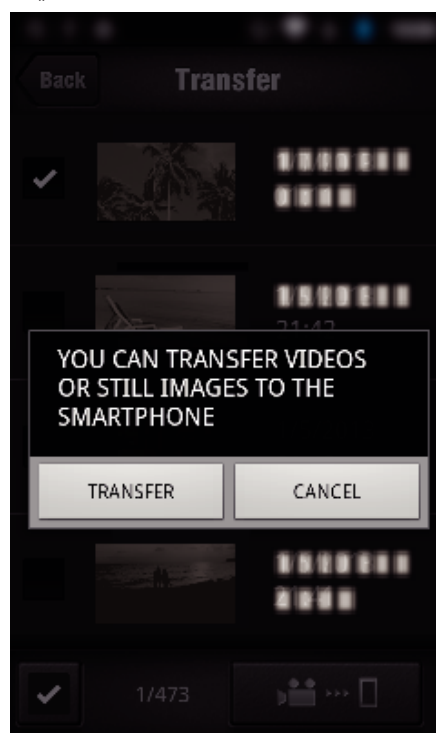 Back
Transfer
21:42
YOU CAN TRANSFER VIDEOS
OR STILL IMAGES TO THE
SMARTPHONE
TRANSFER
CANCEL
1/473